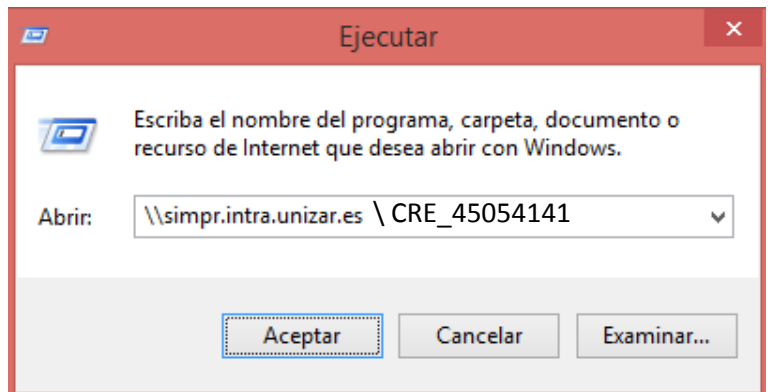 Ejecutar
Escriba el nombre del programa, carpeta, documento o
recurso de Internet que desea abrir con Windows.
Abrir: \\simpr.intra.unizar.es \ CRE_45054141
Aceptar Cancelar Examinar...